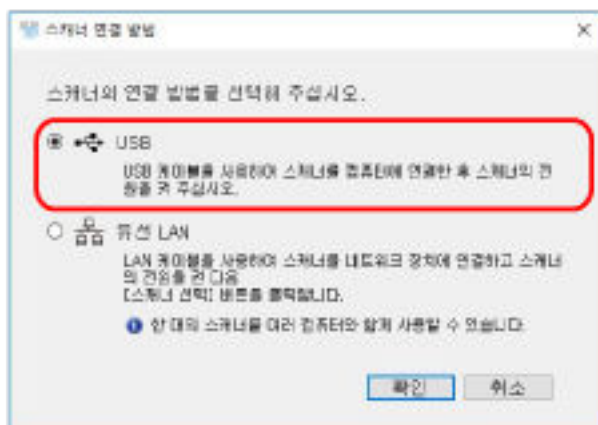 스캐너 연결 방법
스캐너의 연결 방법을 선택해 주십시오.
USB
USB 케이블을 사용하여 스캐너를 컴퓨터에 연결한 후 스캐너의 전
원을 켜 주십시오.
유선 LAN
LAN 케이블을 사용하여 스캐너를 네트워크 장치에 연결하고 스캐너
의 전원을 켠 다음
[스캐너 선택] 버튼을 클릭합니다.
한 대의 스캐너를 여러 컴퓨터와 함께 사용할 수 있습니다.
확인 취소